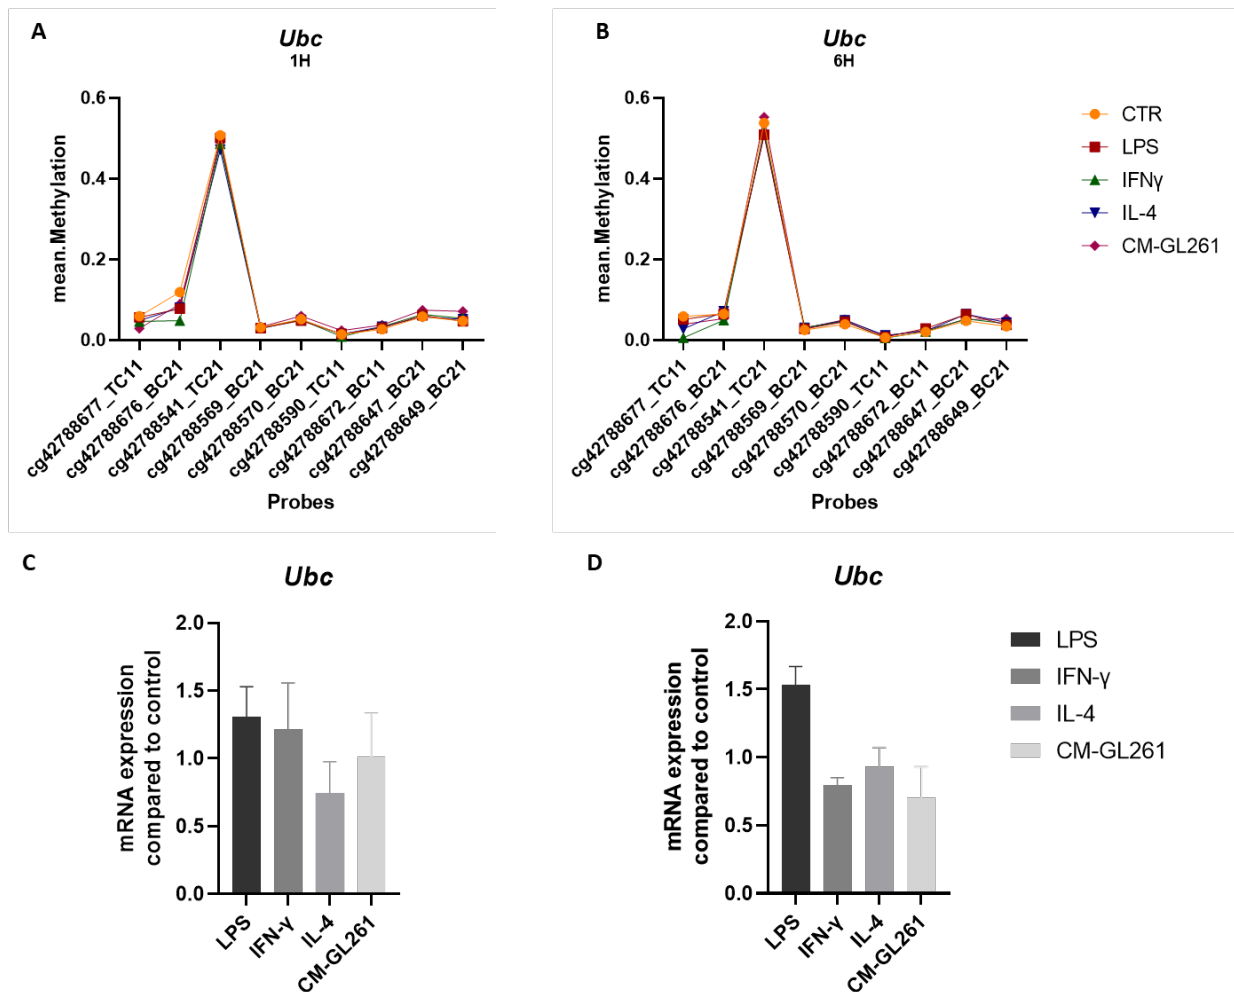 A
Ubc
1H
mean.Methylation
0.6
0.4
0.2
0.0
cg42788677_TC11
cg42788676_BC21
cg42788541_TC21
cg42788569_BC21
cg42788570_BC21
cg42788590_TC11
cg42788672_BC11
cg42788647_BC21
cg42788649_BC21
Probes
B
Ubc
6H
mean.Methylation
0.6
0.4
0.2
0.0
cg42788677_TC11
cg42788676_BC21
cg42788541_TC21
cg42788569_BC21
cg42788570_BC21
cg42788590_TC11
cg42788672_BC11
cg42788647_BC21
cg42788649_BC21
Probes
CTR
LPS
IFNγ
IL-4
CM-GL261
C
Ubc
mRNA expression
compared to control
2.0
1.5
1.0
0.5
0.0
LPS
IFN-γ
IL-4
CM-GL261
D
Ubc
mRNA expression
compared to control
2.0
1.5
1.0
0.5
0.0
LPS
IFN-γ
IL-4
CM-GL261
LPS
IFN-γ
IL-4
CM-GL261